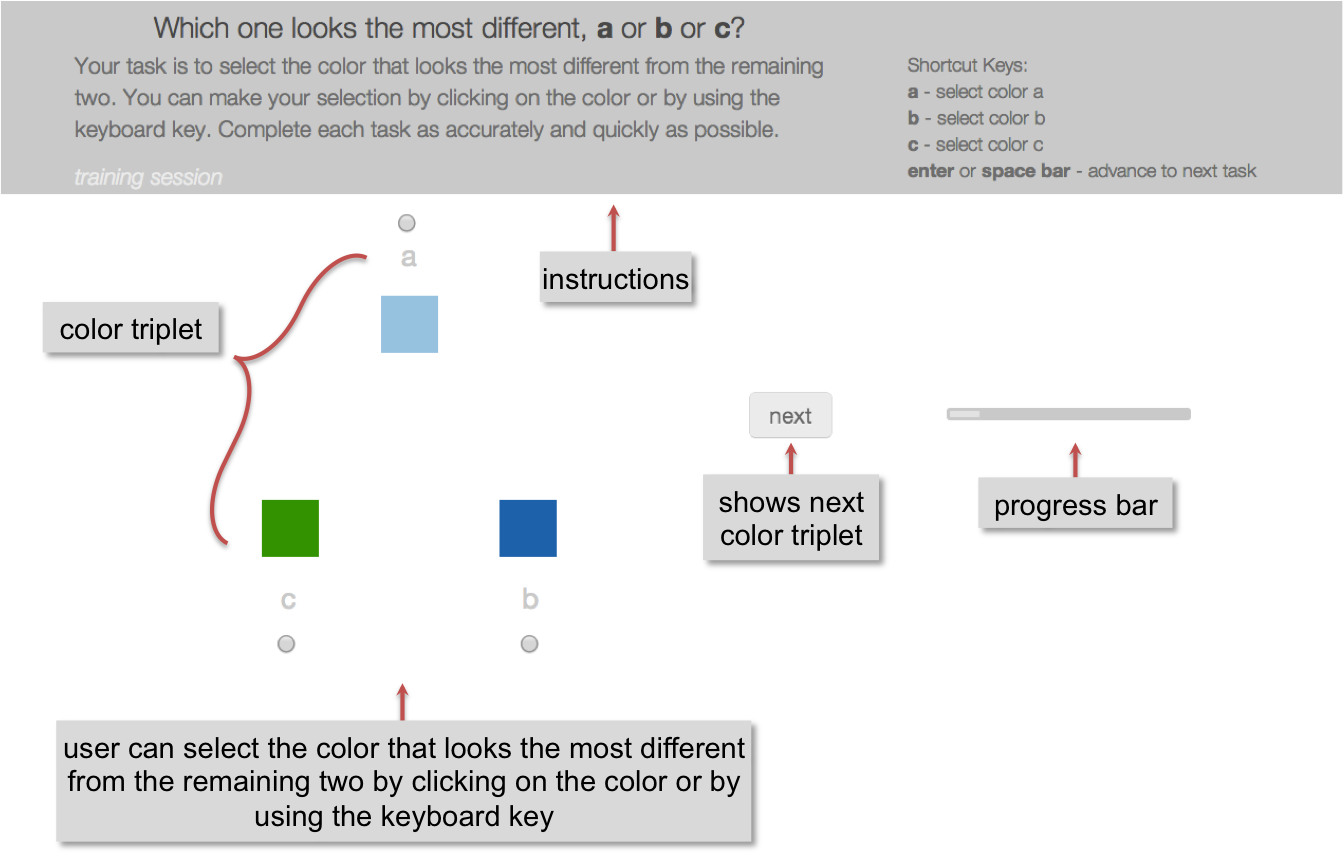 Which one looks the most different, a or b or c?
Your task is to select the color that looks the most different from the remaining
two. You can make your selection by clicking on the color or by using the
keyboard key. Complete each task as accurately and quickly as possible.
training session
Shortcut Keys:
a - select color a
b - select color b
c - select color c
enter or space bar - advance to next task
a
instructions
color triplet
next
shows next
color triplet
progress bar
c
b
user can select the color that looks the most different
from the remaining two by clicking on the color or by
using the keyboard key